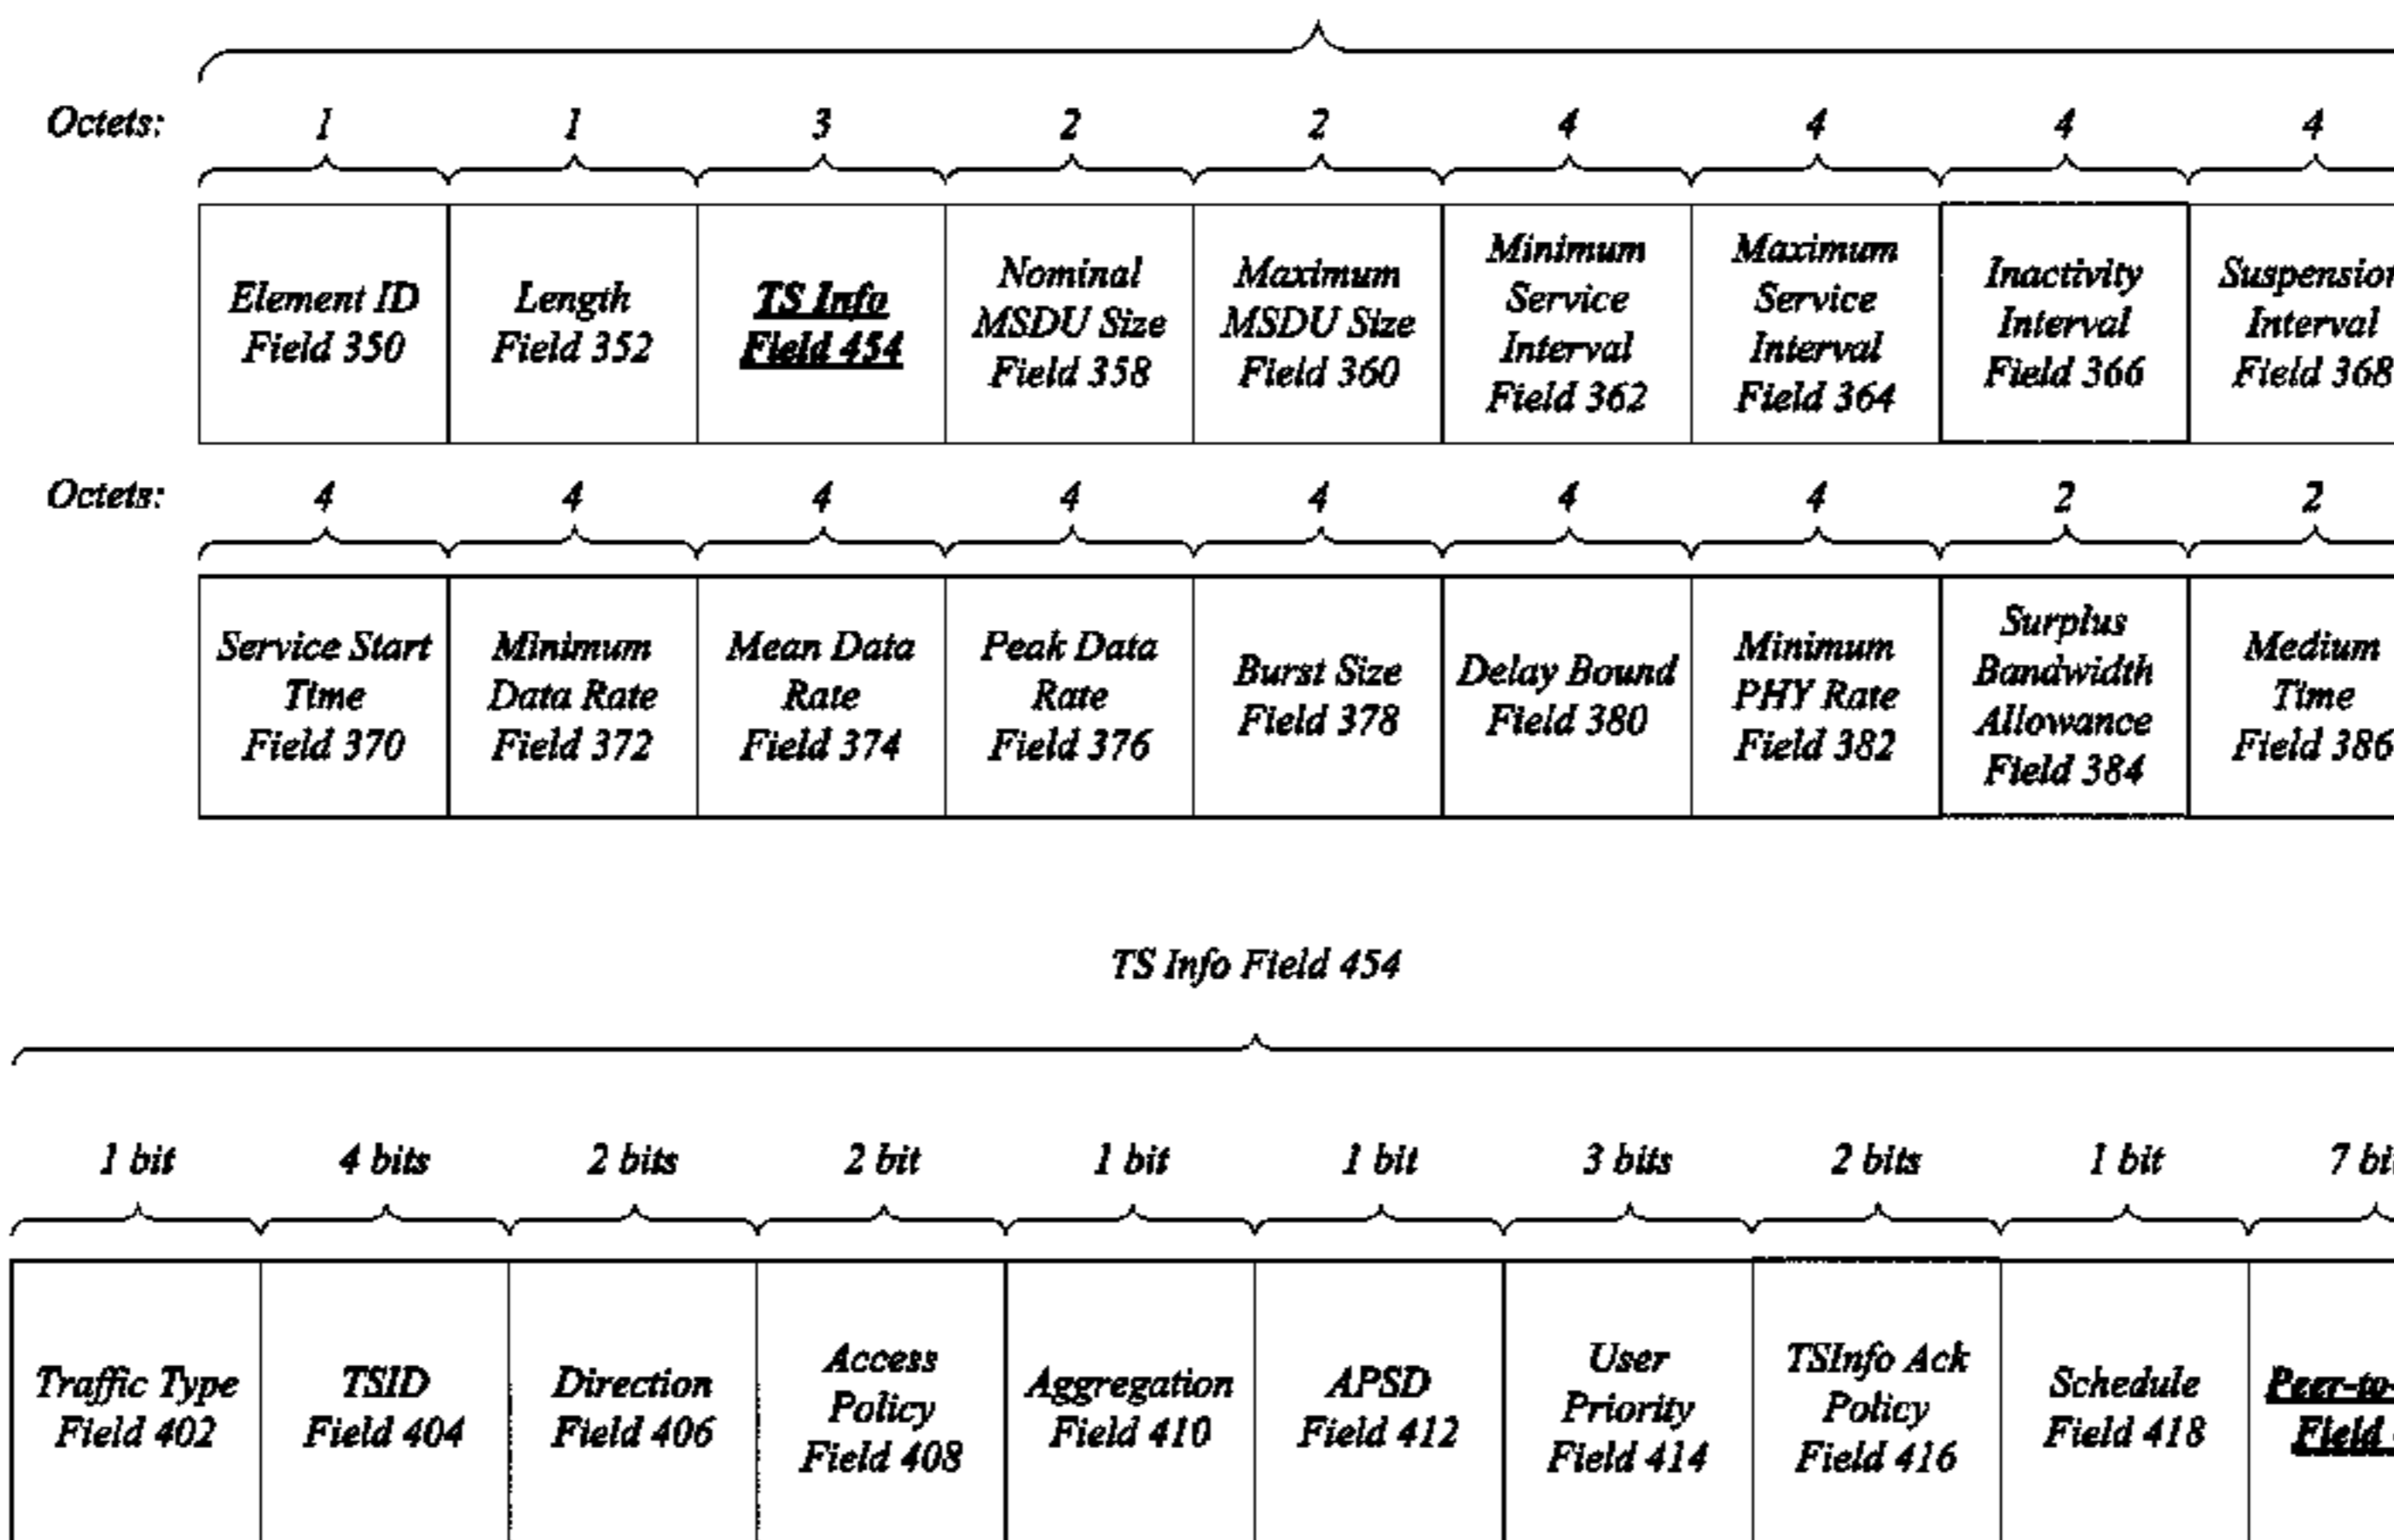 Octets: 1 1 3 2 2 4 4 4 4
Element ID
Field 350
Length
Field 352
TS Info
Field 454
Nominal
MSDU Size
Field 358
Maximum
MSDU Size
Field 360
Minimum
Service
Interval
Field 362
Maximum
Service
Interval
Field 364
Inactivity
Interval
Field 366
Suspension
Interval
Field 368
Octets: 4 4 4 4 4 4 4 2 2
Service Start
Time
Field 370
Minimum
Data Rate
Field 372
Mean Data
Rate
Field 374
Peak Data
Rate
Field 376
Burst Size
Field 378
Delay Bound
Field 380
Minimum
PHY Rate
Field 382
Surplus
Bandwidth
Allowance
Field 384
Medium
Time
Field 386
TS Info Field 454
1 bit 4 bits 2 bits 2 bit 1 bit 1 bit 3 bits 2 bits 1 bit 7
Traffic Type
Field 402
TSID
Field 404
Direction
Field 406
Access
Policy
Field 408
Aggregation
Field 410
APSD
Field 412
User
Priority
Field 414
TSInfo Ack
Policy
Field 416
Schedule
Field 418
Peer-to-
Field